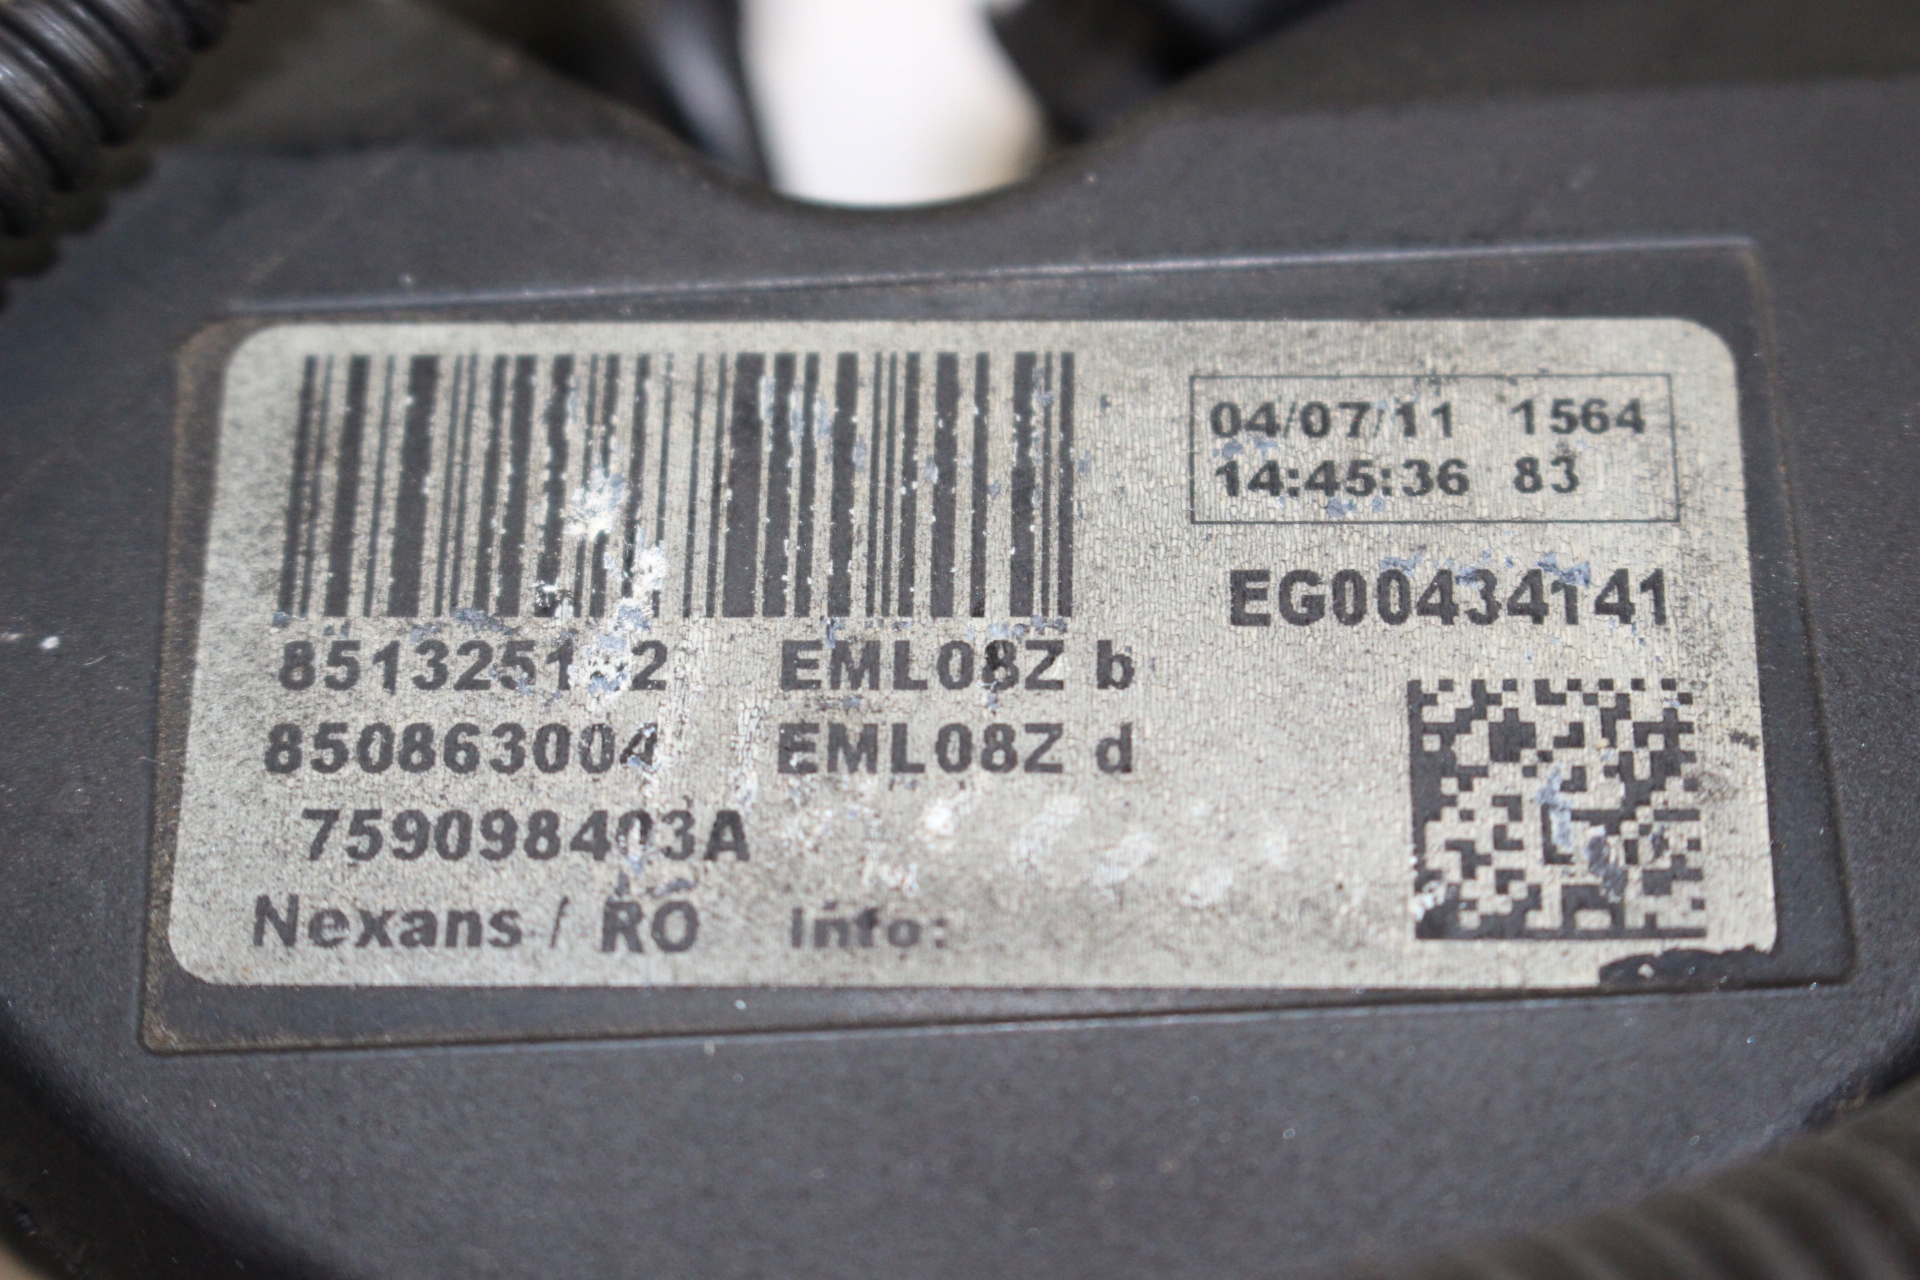 04/07/11 1564
14:45:36 83
EG00434141
EML08Z b
850863004 EML08Z d
759098403A
Nexans / RO info: